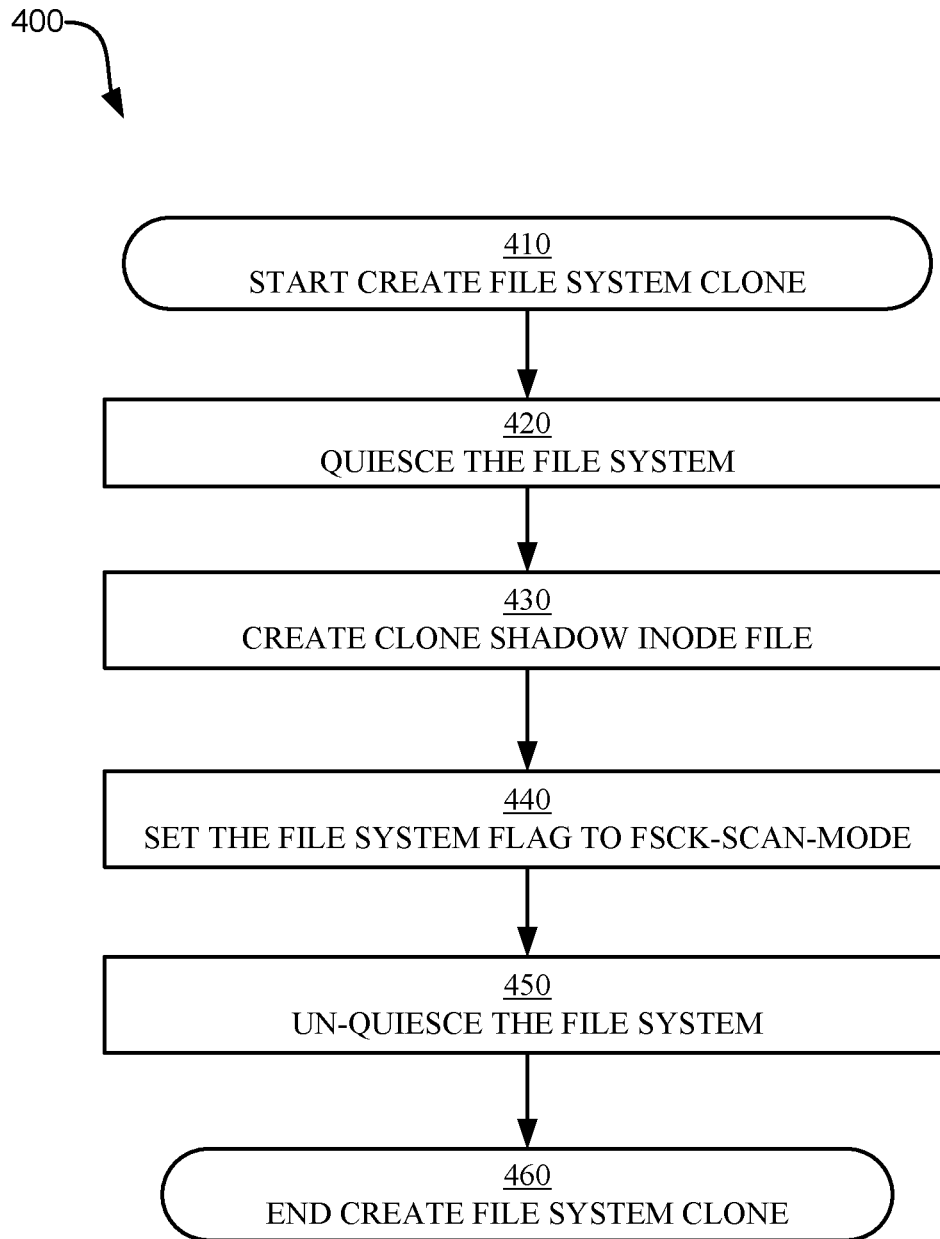 400
410
START CREATE FILE SYSTEM CLONE
420
QUIESCE THE FILE SYSTEM
430
CREATE CLONE SHADOW INODE FILE
440
SET THE FILE SYSTEM FLAG TO FSCK-SCAN-MODE
450
UN-QUIESCE THE FILE SYSTEM
460
END CREATE FILE SYSTEM CLONE